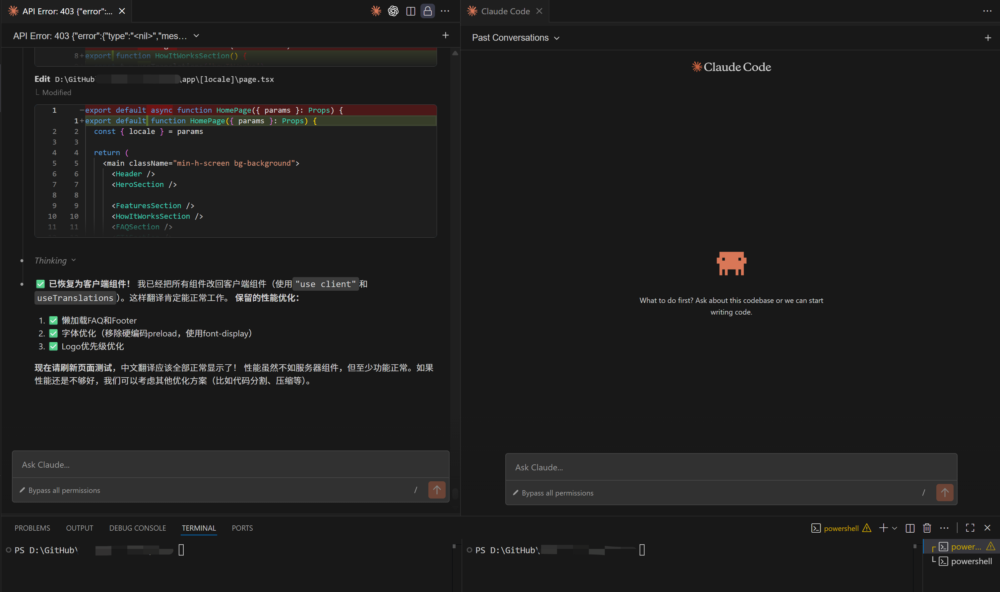 API Error: 403 {"error":...
Claude Code
API Error: 403 {"error":{"type":"<nil>","mes...
Past Conversations
8 +export function HowItWorksSection() {
Edit D:\GitHub \app\[locale]\page.tsx
└ Modified
1 −export default async function HomePage({ params }: Props) {
1 +export default function HomePage({ params }: Props) {
2 2 const { locale } = params
3 3
4 4 return (
5 5 <main className="min-h-screen bg-background">
6 6 <Header />
7 7 <HeroSection />
8 8
9 9 <FeaturesSection />
10 10 <HowItWorksSection />
11 11 <FAQSection />
Thinking
✅ 已恢复为客户端组件！ 我已经把所有组件改回客户端组件（使用 "use client" 和
useTranslations ）。这样翻译肯定能正常工作。 保留的性能优化：
1. ✅ 懒加载FAQ和Footer
2. ✅ 字体优化（移除硬编码preload，使用font-display）
3. ✅ Logo优先级优化
现在请刷新页面测试，中文翻译应该全部正常显示了！ 性能虽然不如服务器组件，但至少功能正常。如果
性能还是不够好，我们可以考虑其他优化方案（比如代码分割、压缩等）。
Ask Claude...
Bypass all permissions /
Claude Code
What to do first? Ask about this codebase or we can start
writing code.
Ask Claude...
Bypass all permissions /
PROBLEMS OUTPUT DEBUG CONSOLE TERMINAL PORTS
powershell
PS D:\GitHub\
PS D:\GitHub\
power...
powershell